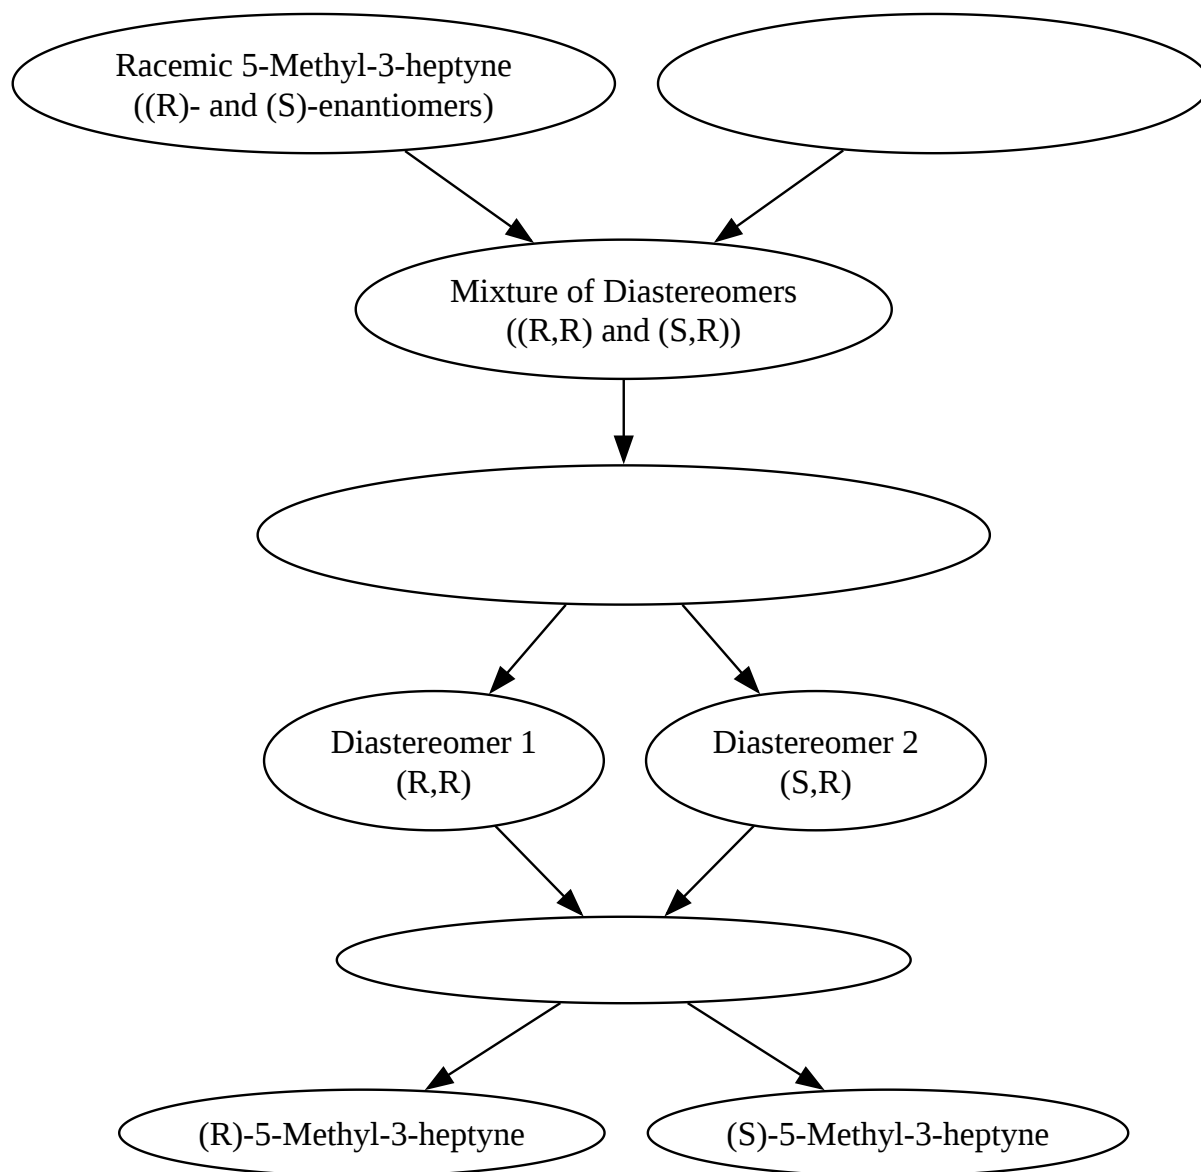 Racemic 5-Methyl-3-heptyne
((R)- and (S)-enantiomers)
Mixture of Diastereomers
((R,R) and (S,R))
Diastereomer 1
(R,R)
Diastereomer 2
(S,R)
(R)-5-Methyl-3-heptyne
(S)-5-Methyl-3-heptyne